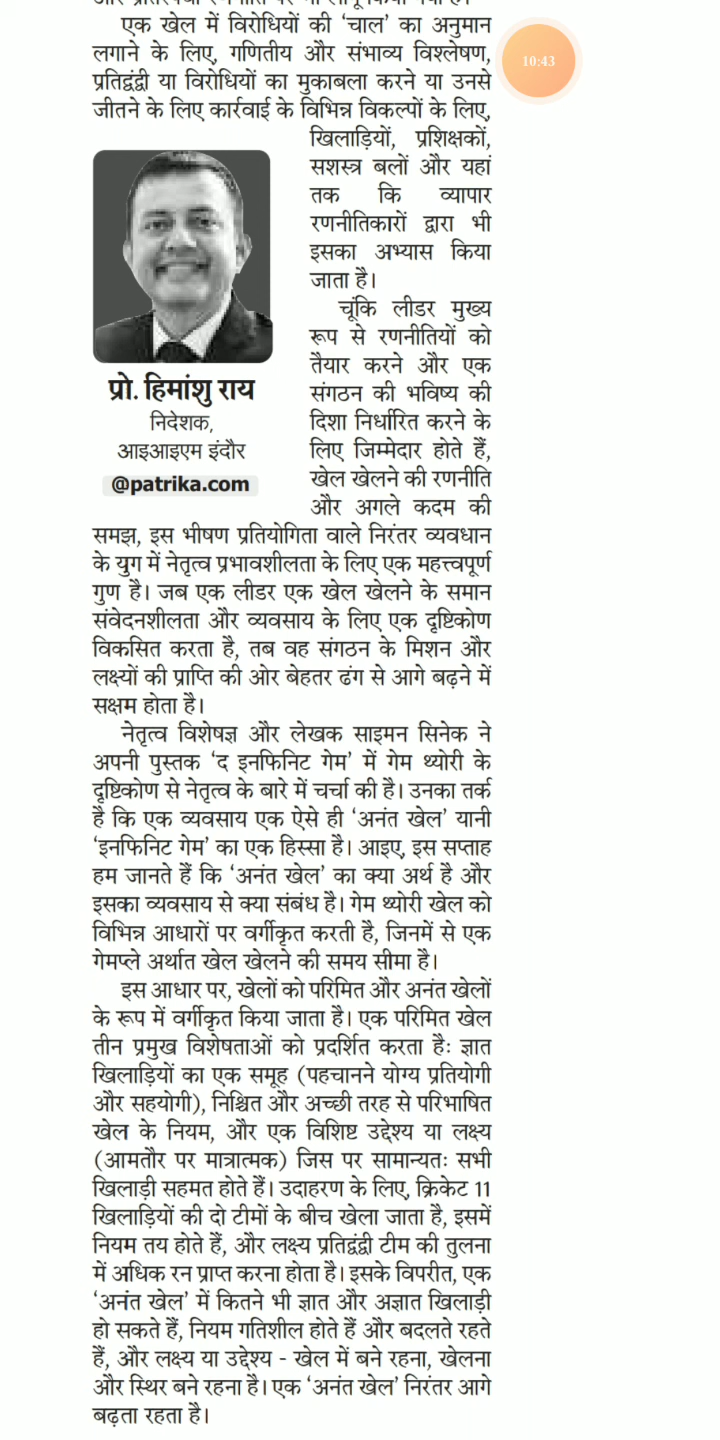 एक खेल में विरोधियों की ‘चाल’ का अनुमान
लगाने के लिए, गणितीय और संभाव्य विश्लेषण,
प्रतिद्वंद्वी या विरोधियों का मुकाबला करने या उनसे
जीतने के लिए कार्रवाई के विभिन्न विकल्पों के लिए,
खिलाड़ियों, प्रशिक्षकों,
सशस्त्र बलों और यहां
तक कि व्यापार
रणनीतिकारों द्वारा भी
इसका अभ्यास किया
जाता है।
चूंकि लीडर मुख्य
रूप से रणनीतियों को
तैयार करने और एक
संगठन की भविष्य की
दिशा निर्धारित करने के
लिए जिम्मेदार होते हैं,
खेल खेलने की रणनीति
और अगले कदम की
समझ, इस भीषण प्रतियोगिता वाले निरंतर व्यवधान
के युग में नेतृत्व प्रभावशीलता के लिए एक महत्त्वपूर्ण
गुण है। जब एक लीडर एक खेल खेलने के समान
संवेदनशीलता और व्यवसाय के लिए एक दृष्टिकोण
विकसित करता है, तब वह संगठन के मिशन और
लक्ष्यों की प्राप्ति की ओर बेहतर ढंग से आगे बढ़ने में
सक्षम होता है।
नेतृत्व विशेषज्ञ और लेखक साइमन सिनेक ने
अपनी पुस्तक ‘द इनफिनिट गेम’ में गेम थ्योरी के
दृष्टिकोण से नेतृत्व के बारे में चर्चा की है। उनका तर्क
है कि एक व्यवसाय एक ऐसे ही ‘अनंत खेल’ यानी
‘इनफिनिट गेम’ का एक हिस्सा है। आइए, इस सप्ताह
हम जानते हैं कि ‘अनंत खेल’ का क्या अर्थ है और
इसका व्यवसाय से क्या संबंध है। गेम थ्योरी खेल को
विभिन्न आधारों पर वर्गीकृत करती है, जिनमें से एक
गेमप्ले अर्थात खेल खेलने की समय सीमा है।
इस आधार पर, खेलों को परिमित और अनंत खेलों
के रूप में वर्गीकृत किया जाता है। एक परिमित खेल
तीन प्रमुख विशेषताओं को प्रदर्शित करता हैः ज्ञात
खिलाड़ियों का एक समूह (पहचानने योग्य प्रतियोगी
और सहयोगी), निश्चित और अच्छी तरह से परिभाषित
खेल के नियम, और एक विशिष्ट उद्देश्य या लक्ष्य
(आमतौर पर मात्रात्मक) जिस पर सामान्यतः सभी
खिलाड़ी सहमत होते हैं। उदाहरण के लिए, क्रिकेट 11
खिलाड़ियों की दो टीमों के बीच खेला जाता है, इसमें
नियम तय होते हैं, और लक्ष्य प्रतिद्वंद्वी टीम की तुलना
में अधिक रन प्राप्त करना होता है। इसके विपरीत, एक
‘अनंत खेल’ में कितने भी ज्ञात और अज्ञात खिलाड़ी
हो सकते हैं, नियम गतिशील होते हैं और बदलते रहते
हैं, और लक्ष्य या उद्देश्य - खेल में बने रहना, खेलना
और स्थिर बने रहना है। एक ‘अनंत खेल’ निरंतर आगे
बढ़ता रहता है।
प्रो. हिमांशु राय
निदेशक,
आइआइएम इंदौर
@patrika.com
10:43